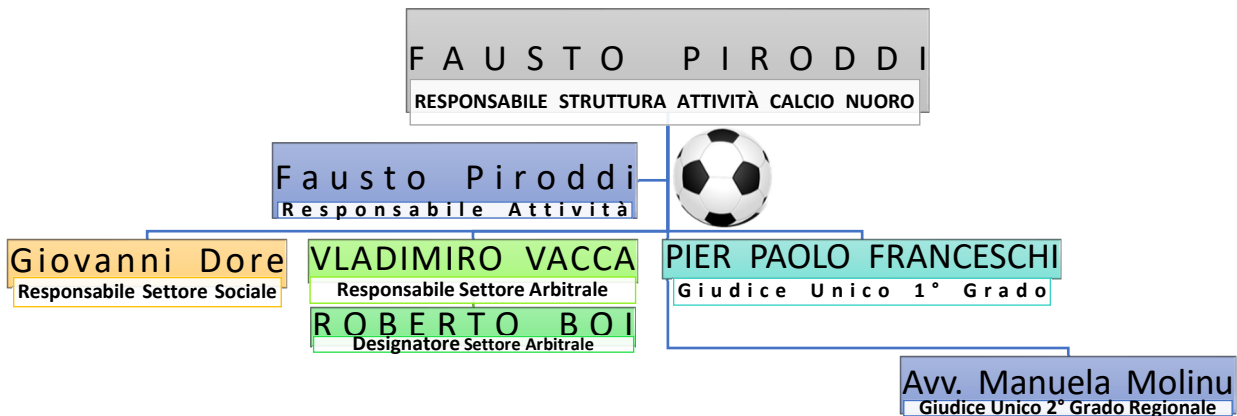 FAUSTO PIRODDI
RESPONSABILE STRUTTURA ATTIVITÀ CALCIO NUORO
Fausto Piroddi
Responsabile Attività
Giovanni Dore
Responsabile Settore Sociale
VLADIMIRO VACCA
Responsabile Settore Arbitrale
PIER PAOLO FRANCESCHI
Giudice Unico 1° Grado
ROBERTO BOI
Designatore Settore Arbitrale
Avv. Manuela Molinu
Giudice Unico 2° Grado Regionale